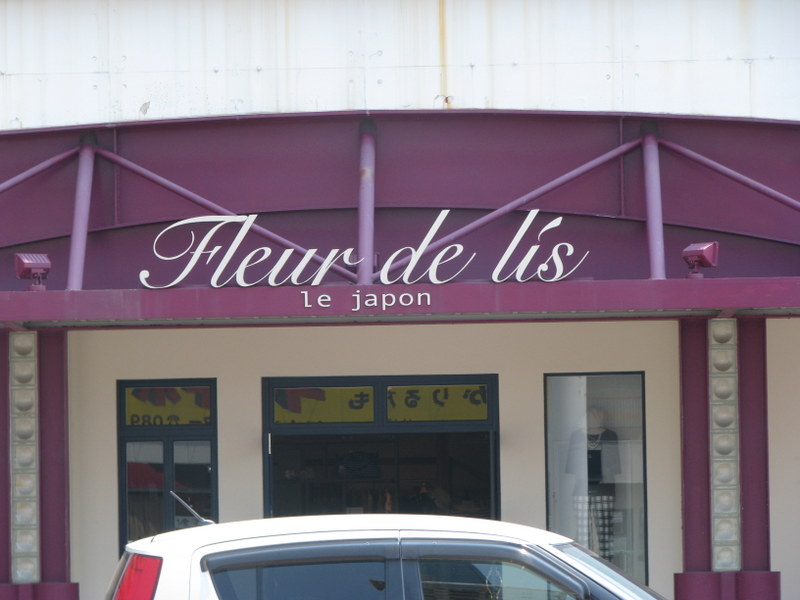 Fleur de lis
le japon